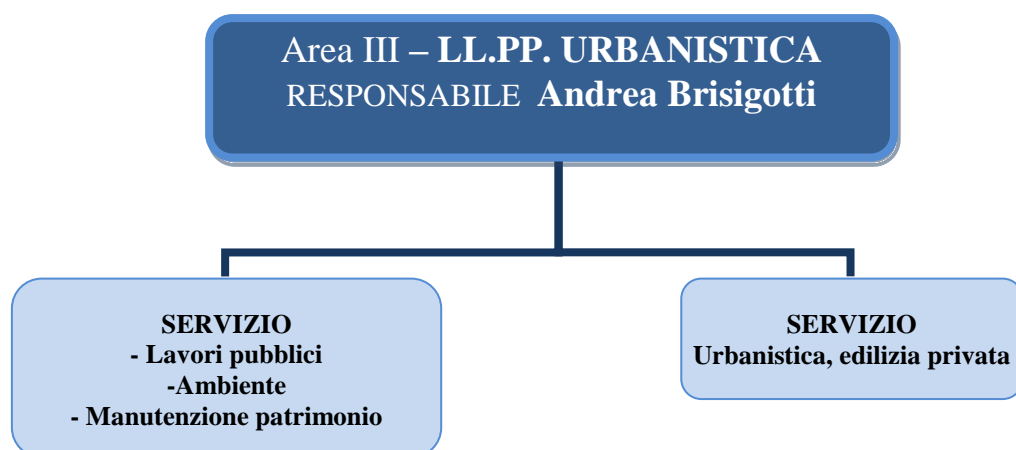 Area III – LL.PP. URBANISTICA
RESPONSABILE Andrea Brisigotti
SERVIZIO
- Lavori pubblici
-Ambiente
- Manutenzione patrimonio
SERVIZIO
Urbanistica, edilizia privata